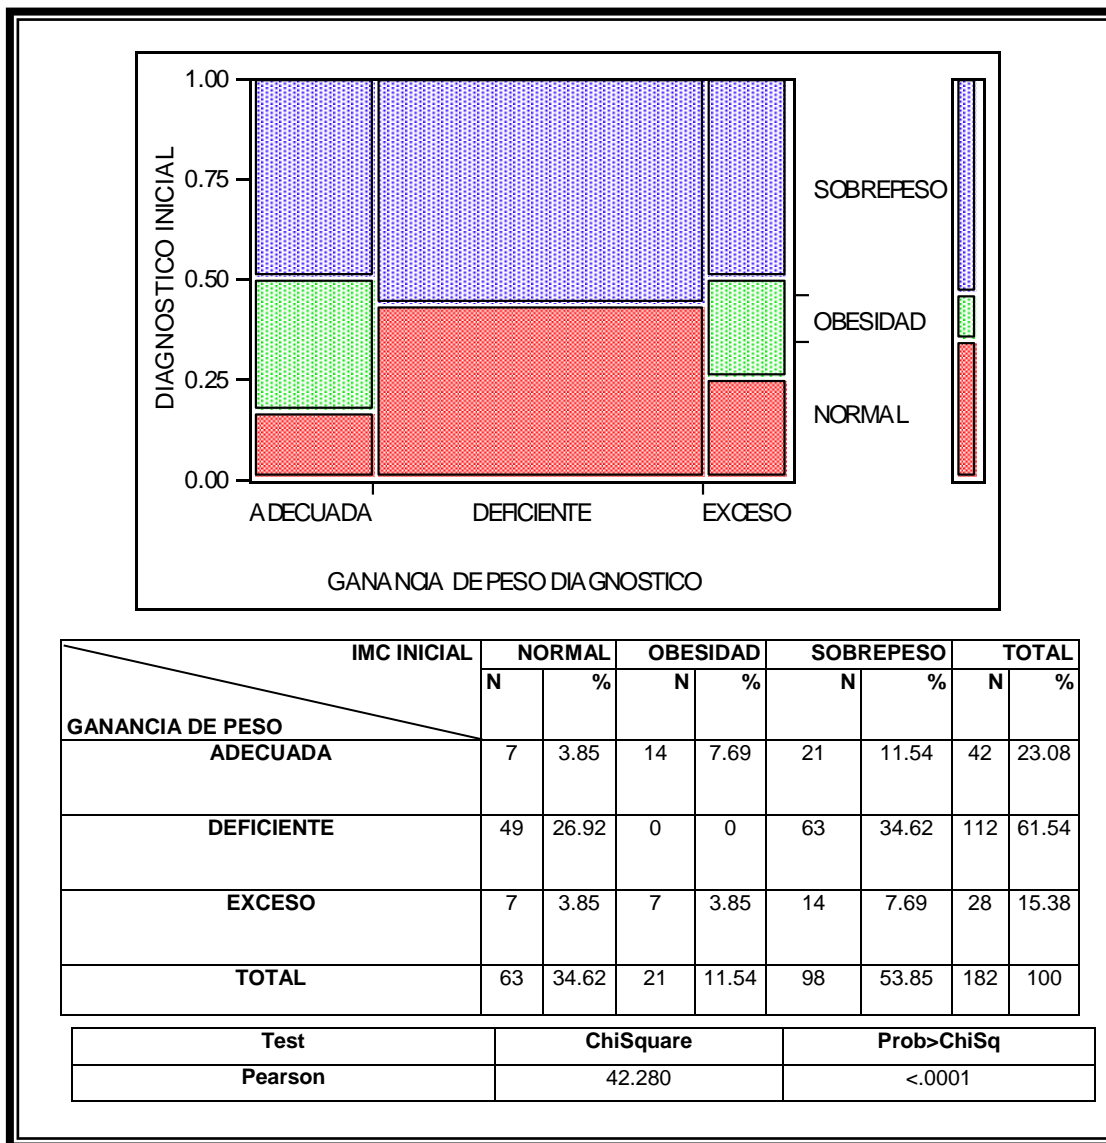 1.00
0.75
SOBREPESO
0.50
OBESIDAD
0.25
NORMAL
0.00
DIAGNOSTICO INICIAL
ADECUADA DEFICIENTE EXCESO
GANANCIA DE PESO DIAGNOSTICO
IMC INICIAL NORMAL OBESIDAD SOBREPESO TOTAL
N % N % N % N %
GANANCIA DE PESO
ADECUADA 7 3.85 14 7.69 21 11.54 42 23.08
DEFICIENTE 49 26.92 0 0 63 34.62 112 61.54
EXCESO 7 3.85 7 3.85 14 7.69 28 15.38
TOTAL 63 34.62 21 11.54 98 53.85 182 100
Test ChiSquare Prob>ChiSq
Pearson 42.280 <.0001